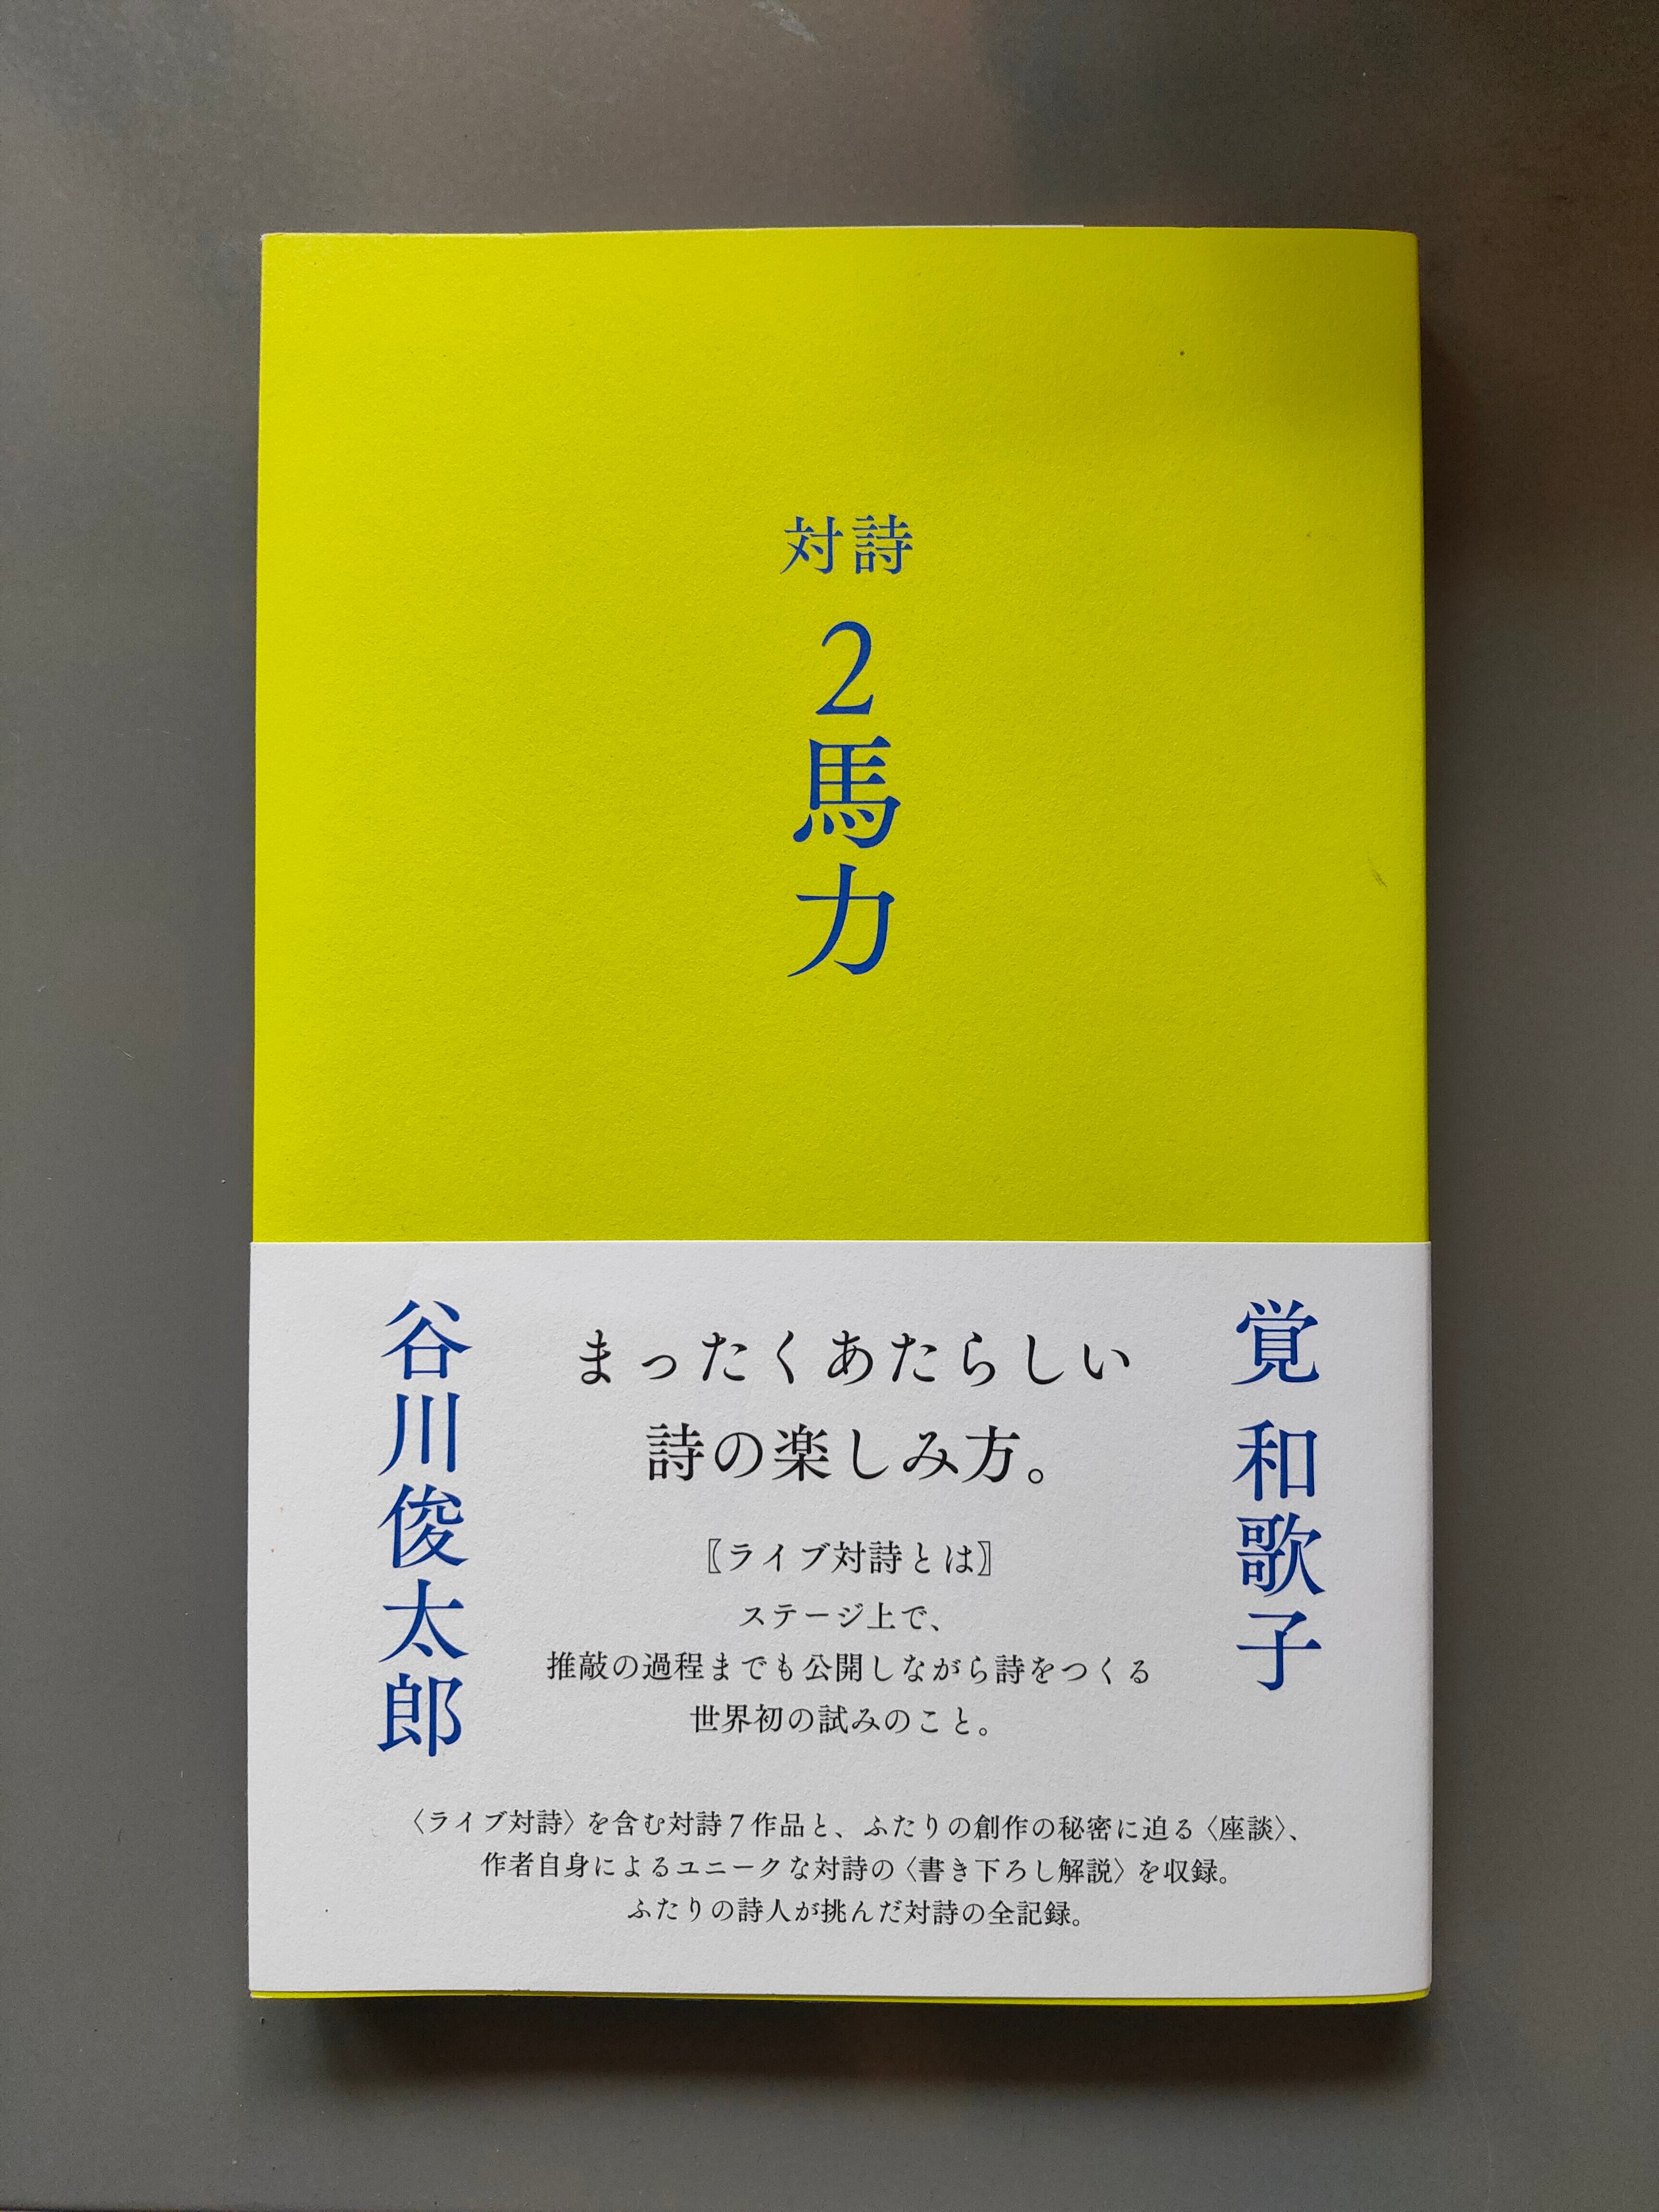 対詩
2馬力
覚 和歌子
谷川俊太郎
まったくあたらしい
詩の楽しみ方。
〖ライブ対詩とは〗
ステージ上で、
推敲の過程までも公開しながら詩をつくる
世界初の試みのこと。
〈ライブ対詩〉を含む対詩7作品と、ふたりの創作の秘密に迫る〈座談〉、
作者自身によるユニークな対詩の〈書き下ろし解説〉を収録。
ふたりの詩人が挑んだ対詩の全記録。